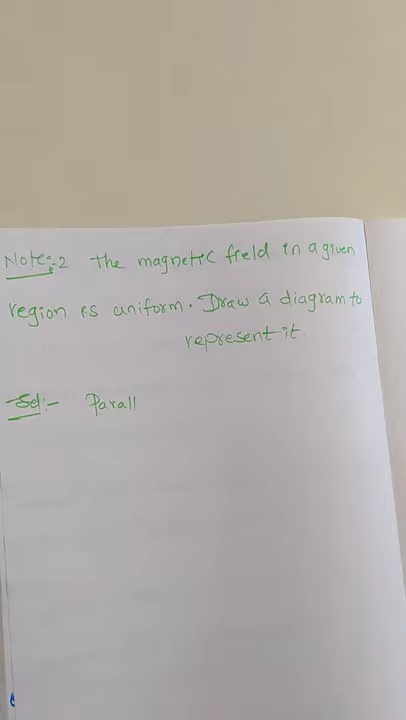 Note:-2 The magnetic field in a given
region is uniform. Draw a diagram to
represent it.
Sol:- Parall